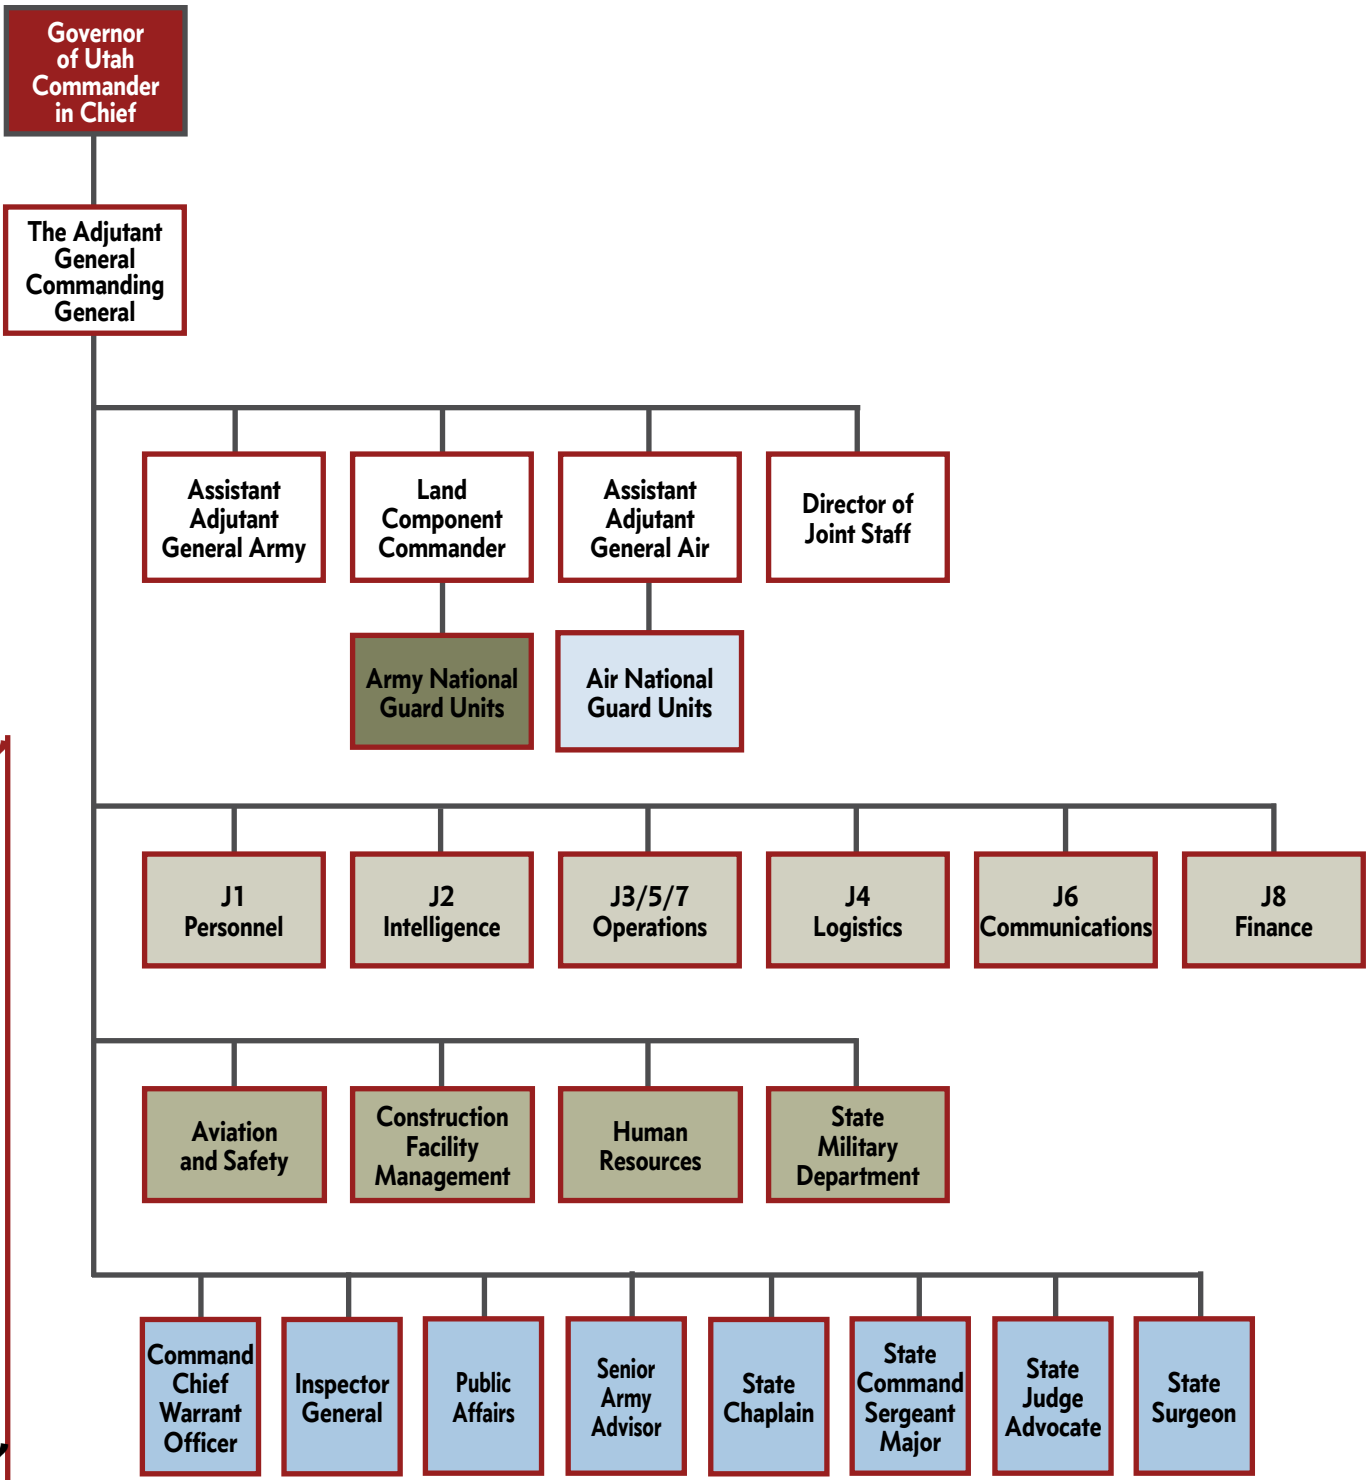 Governor
of Utah
Commander
in Chief
The Adjutant
General
Commanding
General
Assistant
Adjutant
General Army
Land
Component
Commander
Assistant
Adjutant
General Air
Director of
Joint Staff
Army National
Guard Units
Air National
Guard Units
J1
Personnel
J2
Intelligence
J3/5/7
Operations
J4
Logistics
J6
Communications
J8
Finance
Aviation
and Safety
Construction
Facility
Management
Human
Resources
State
Military
Department
Command
Chief
Warrant
Officer
Inspector
General
Public
Affairs
Senior
Army
Advisor
State
Chaplain
State
Command
Sergeant
Major
State
Judge
Advocate
State
Surgeon